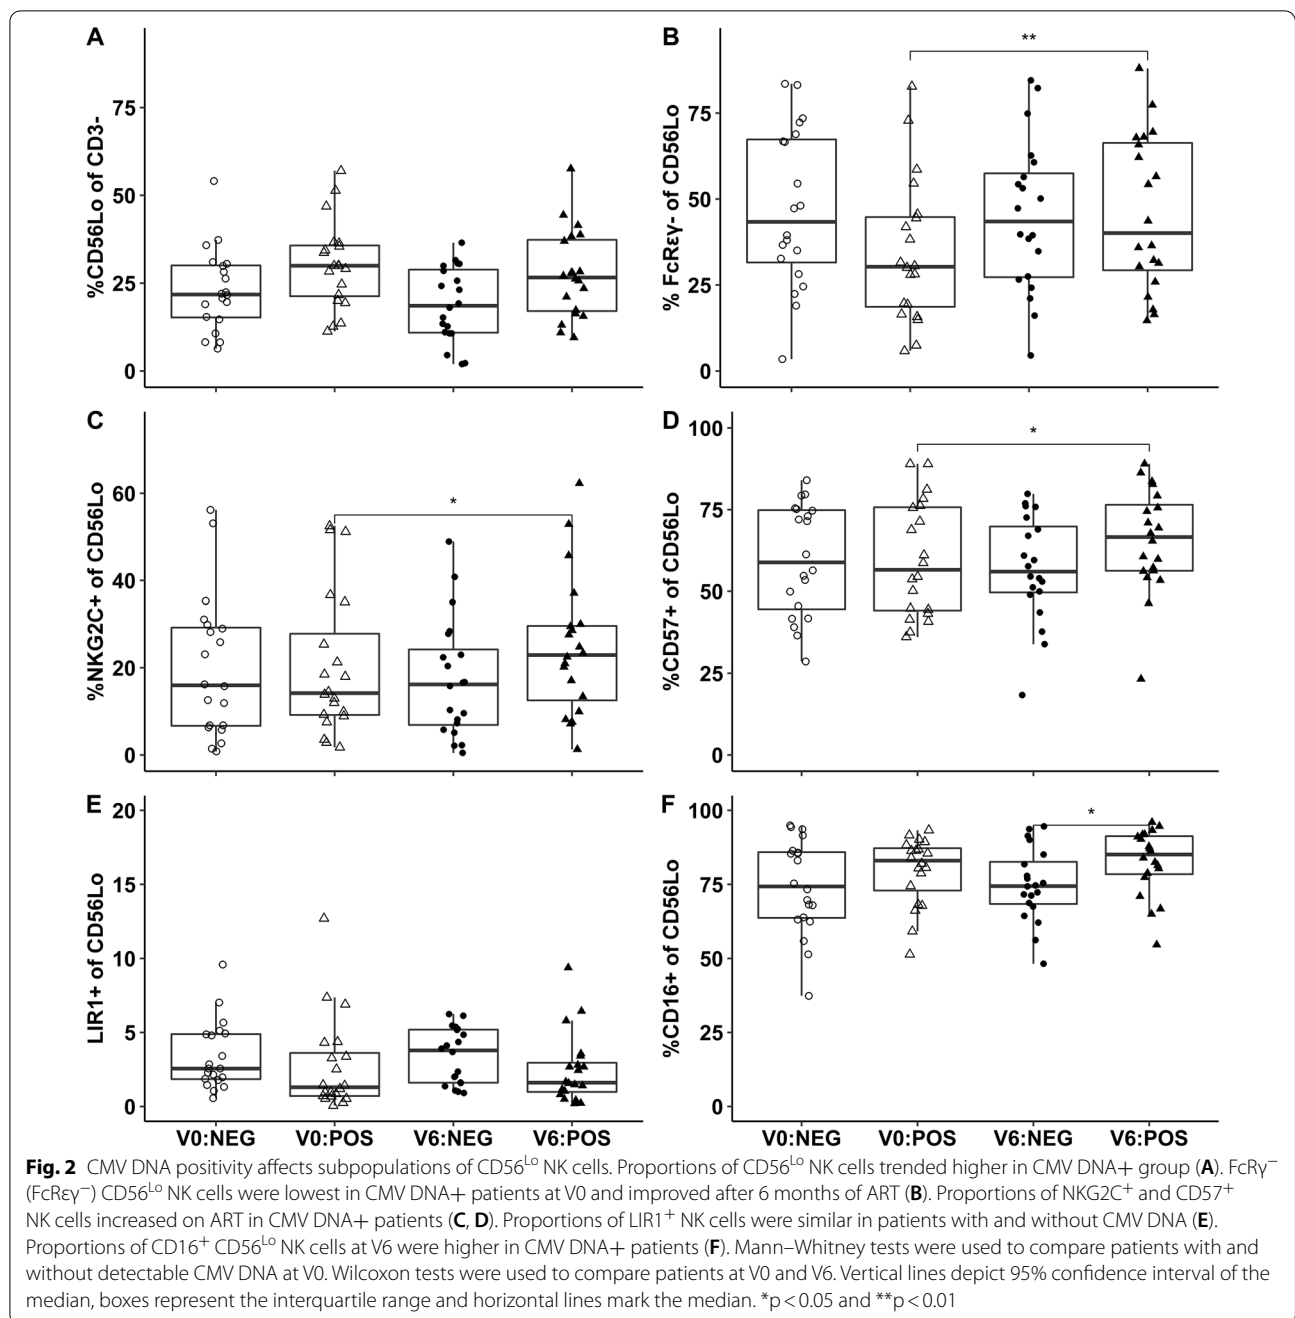 A
%CD56Lo of CD3-
75
50
25
0
B
**
% FcRεγ- of CD56Lo
75
50
25
0
C
*
%NKG2C+ of CD56Lo
60
40
20
0
D
*
%CD57+ of CD56Lo
100
75
50
25
0
E
LIR1+ of CD56Lo
20
15
10
5
0
V0:NEG V0:POS V6:NEG V6:POS
F
*
%CD16+ of CD56Lo
100
75
50
25
0
V0:NEG V0:POS V6:NEG V6:POS
Fig. 2 CMV DNA positivity affects subpopulations of CD56Lo NK cells. Proportions of CD56Lo NK cells trended higher in CMV DNA+ group (A). FcRγ−
(FcRεγ−) CD56Lo NK cells were lowest in CMV DNA+ patients at V0 and improved after 6 months of ART (B). Proportions of NKG2C+ and CD57+
NK cells increased on ART in CMV DNA+ patients (C, D). Proportions of LIR1+ NK cells were similar in patients with and without CMV DNA (E).
Proportions of CD16+ CD56Lo NK cells at V6 were higher in CMV DNA+ patients (F). Mann–Whitney tests were used to compare patients with and
without detectable CMV DNA at V0. Wilcoxon tests were used to compare patients at V0 and V6. Vertical lines depict 95% confidence interval of the
median, boxes represent the interquartile range and horizontal lines mark the median. *p < 0.05 and **p < 0.01